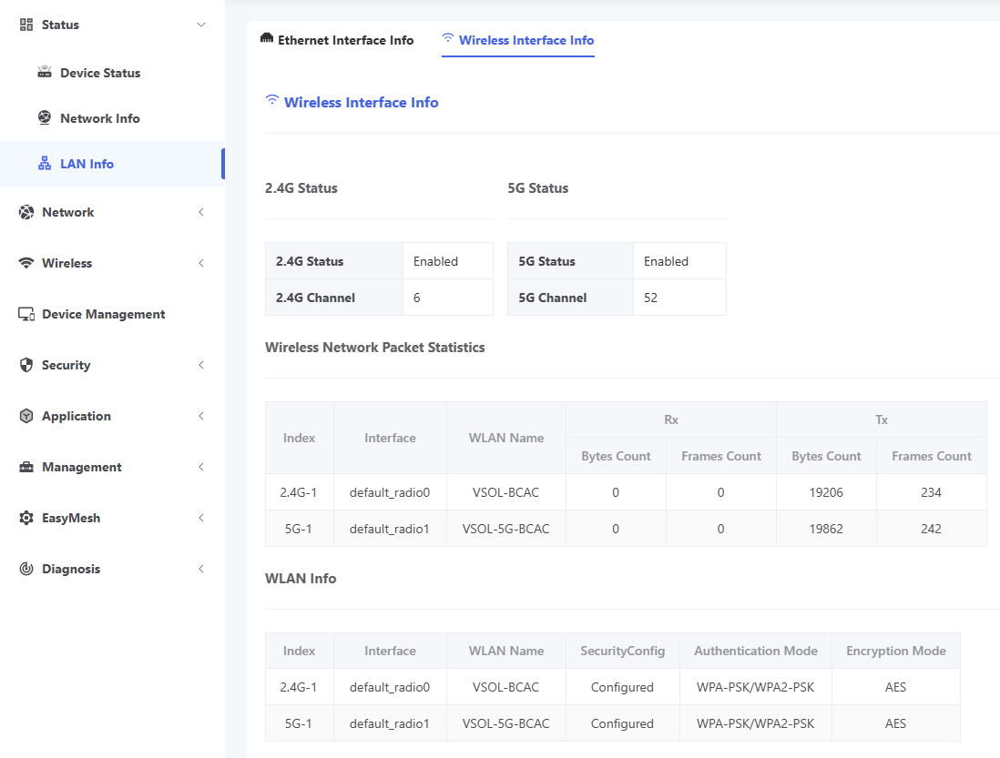 Status
Device Status
Network Info
LAN Info
Network
Wireless
Device Management
Security
Application
Management
EasyMesh
Diagnosis
Ethernet Interface Info Wireless Interface Info
Wireless Interface Info
2.4G Status 5G Status
2.4G Status Enabled 5G Status Enabled
2.4G Channel 6 5G Channel 52
Wireless Network Packet Statistics
Index Interface WLAN Name Rx Tx
Bytes Count Frames Count Bytes Count Frames Count
2.4G-1 default_radio0 VSOL-BCAC 0 0 19206 234
5G-1 default_radio1 VSOL-5G-BCAC 0 0 19862 242
WLAN Info
Index Interface WLAN Name SecurityConfig Authentication Mode Encryption Mode
2.4G-1 default_radio0 VSOL-BCAC Configured WPA-PSK/WPA2-PSK AES
5G-1 default_radio1 VSOL-5G-BCAC Configured WPA-PSK/WPA2-PSK AES